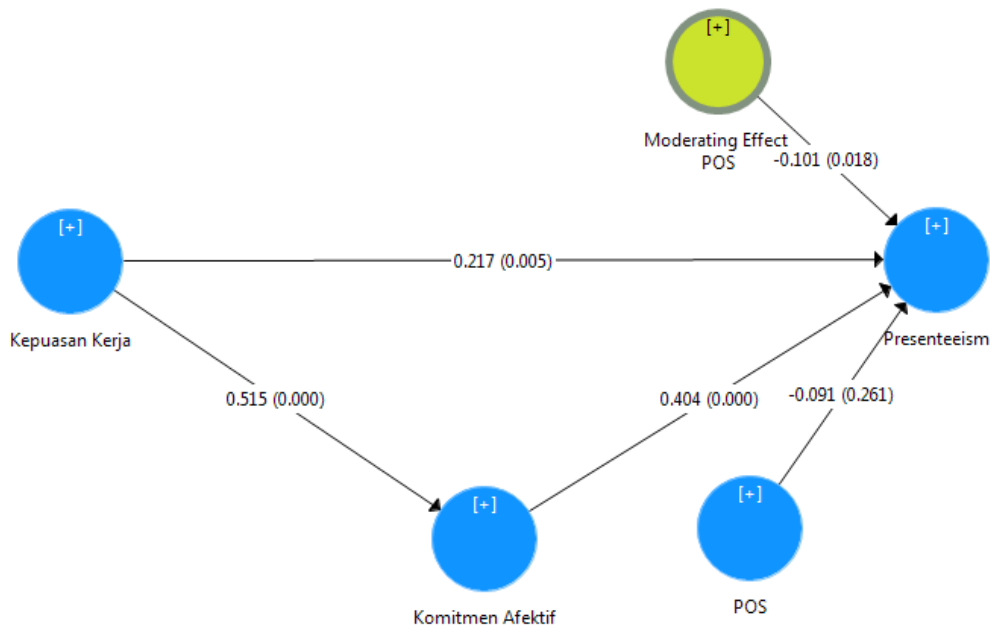 [+]
Moderating Effect
POS
-0.101 (0.018)
[+]
[+]
0.217 (0.005)
Kepuasan Kerja
Presenteeism
0.515 (0.000)
0.404 (0.000)
-0.091 (0.261)
[+]
[+]
Komitmen Afektif
POS